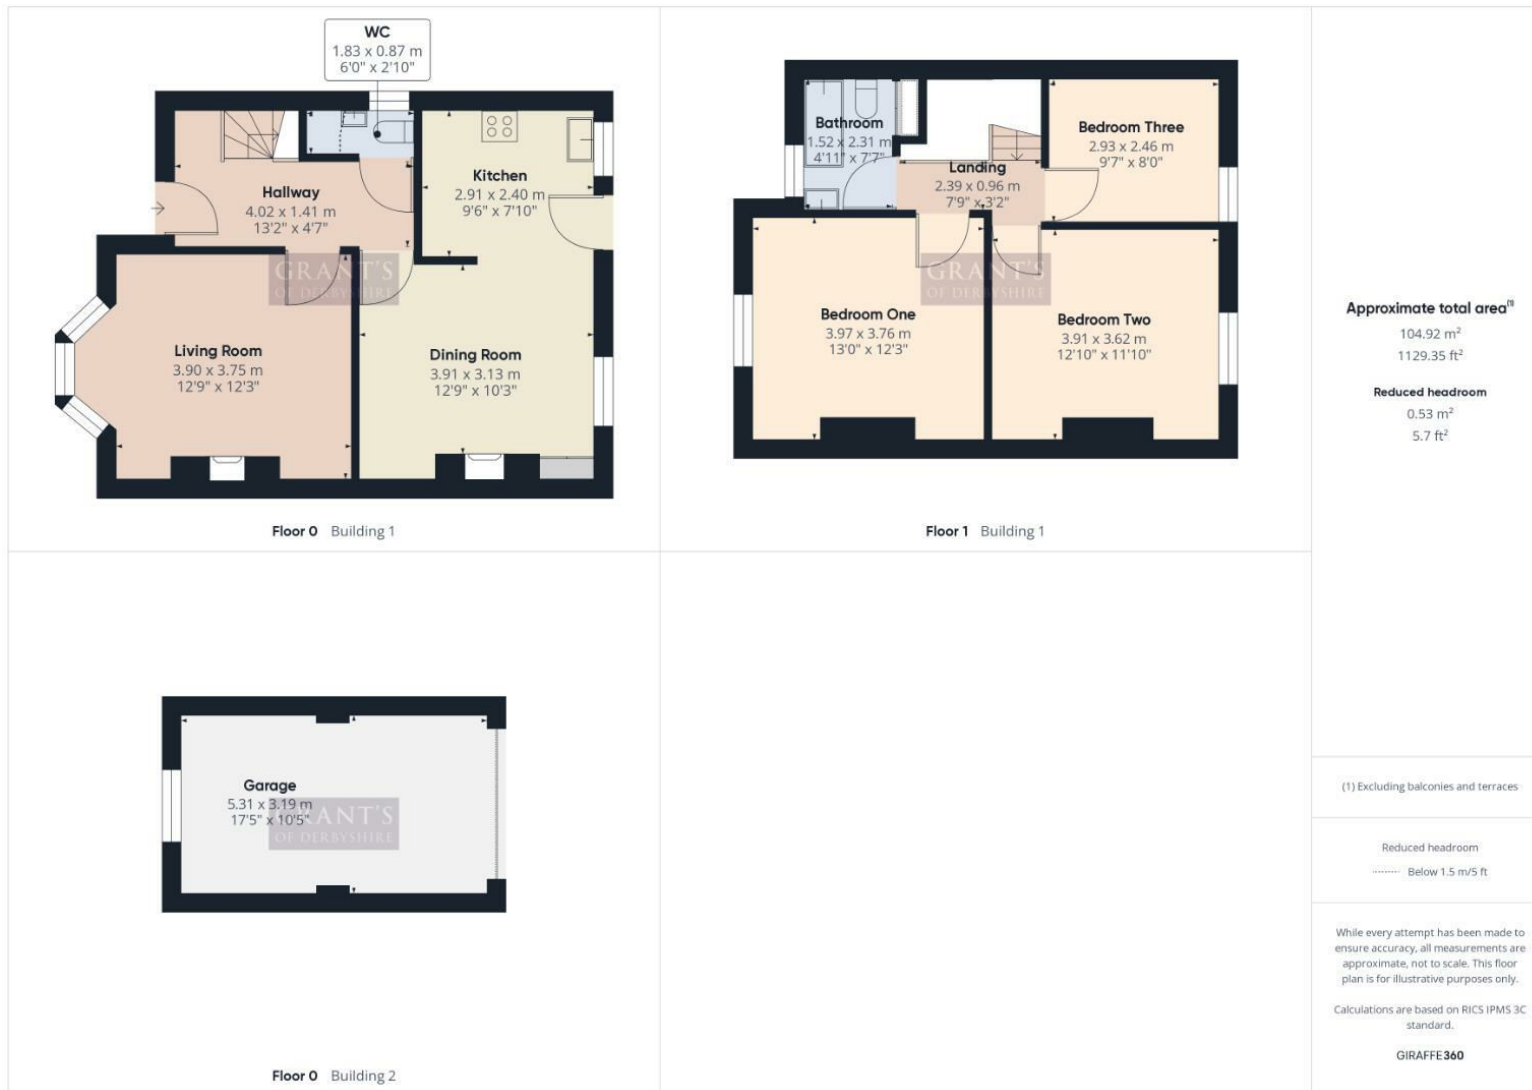 WC
1.83 x 0.87 m
6'0" x 2'10"
Hallway
4.02 x 1.41 m
13'2" x 4'7"
Kitchen
2.91 x 2.40 m
9'6" x 7'10"
GRANT'S
OF DERBYSHIRE
Living Room
3.90 x 3.75 m
12'9" x 12'3"
Dining Room
3.91 x 3.13 m
12'9" x 10'3"
Floor 0 Building 1
Bathroom
1.52 x 2.31 m
4'11" x 7'7"
Landing
2.39 x 0.96 m
7'9" x 3'2"
Bedroom Three
2.93 x 2.46 m
9'7" x 8'0"
GRANT'S
OF DERBYSHIRE
Bedroom One
3.97 x 3.76 m
13'0" x 12'3"
Bedroom Two
3.91 x 3.62 m
12'10" x 11'10"
Floor 1 Building 1
Garage
5.31 x 3.19 m
17'5" x 10'5"
GRANT'S
OF DERBYSHIRE
Floor 0 Building 2
Approximate total area(1)
104.92 m²
1129.35 ft²
Reduced headroom
0.53 m²
5.7 ft²
(1) Excluding balconies and terraces
Reduced headroom
Below 1.5 m/5 ft
While every attempt has been made to
ensure accuracy, all measurements are
approximate, not to scale. This floor
plan is for illustrative purposes only.
Calculations are based on RICS IPMS 3C
standard.
GIRAFFE360